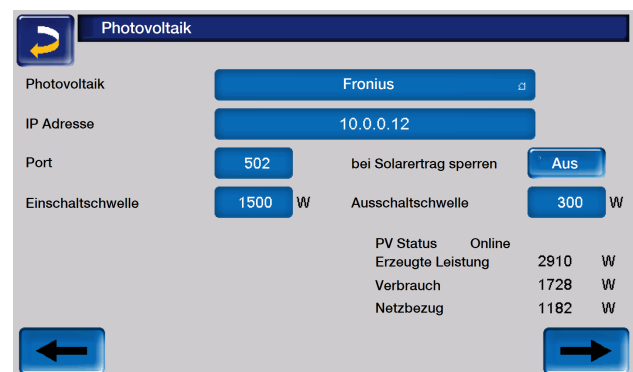 Photovoltaik
Photovoltaik Fronius
IP Adresse 10.0.0.12
Port 502 bei Solarertrag sperren Aus
Einschaltschwelle 1500 W Ausschaltschwelle 300 W
PV Status Online
Erzeugte Leistung 2910 W
Verbrauch 1728 W
Netzbezug 1182 W